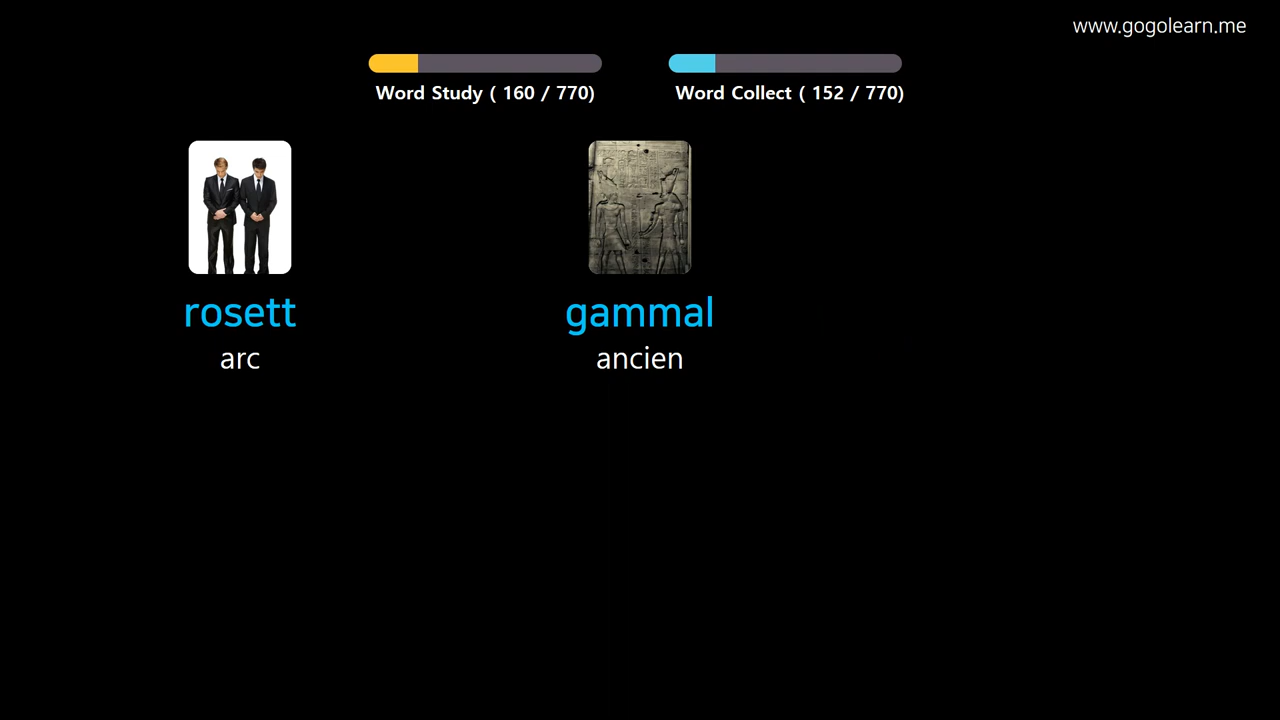 www.gogolearn.me
Word Study ( 160 / 770)
Word Collect ( 152 / 770)
rosett
arc
gammal
ancien